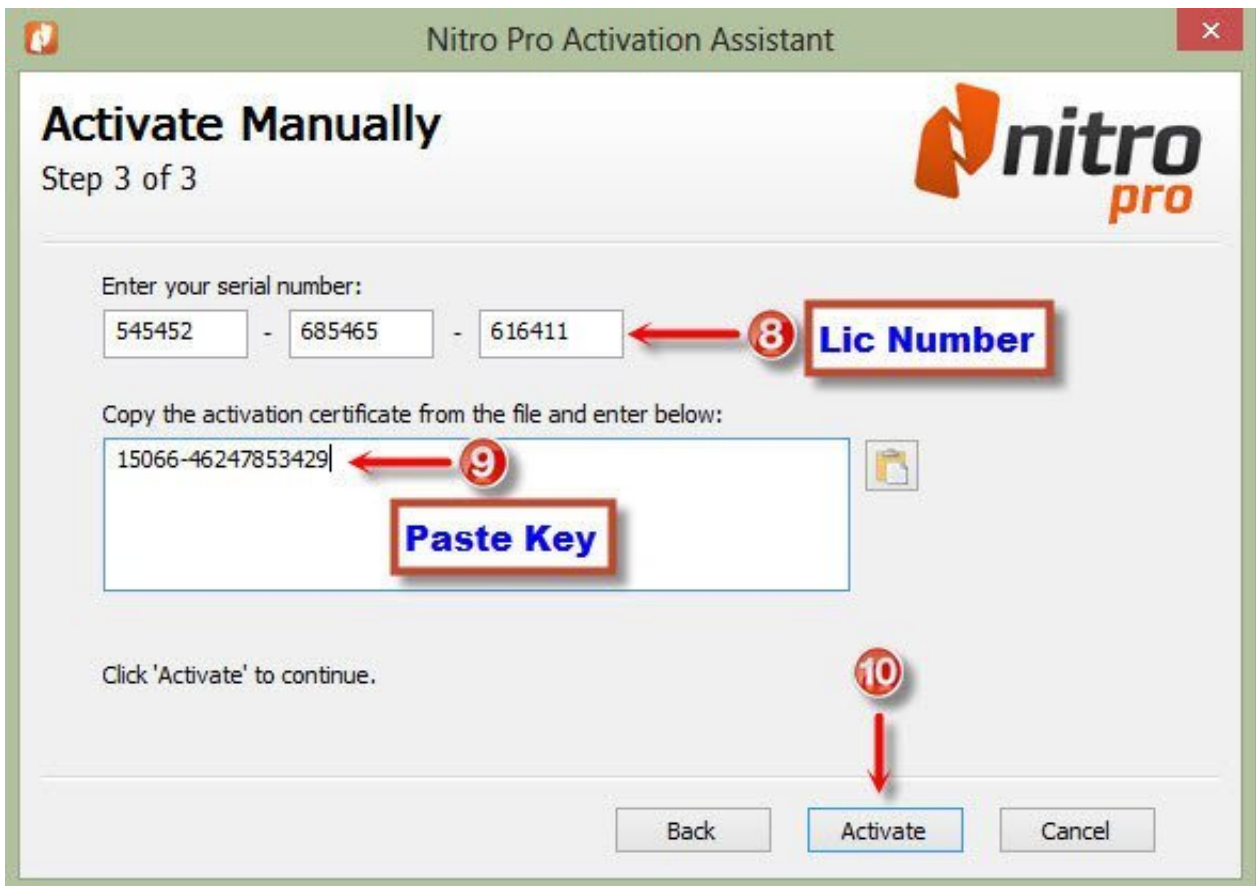 Nitro Pro Activation Assistant
Activate Manually
Step 3 of 3
nitro
pro
Enter your serial number:
545452 - 685465 - 616411
8
Lic Number
Copy the activation certificate from the file and enter below:
15066-46247853429
9
Paste Key
Click 'Activate' to continue.
10
Back
Activate
Cancel